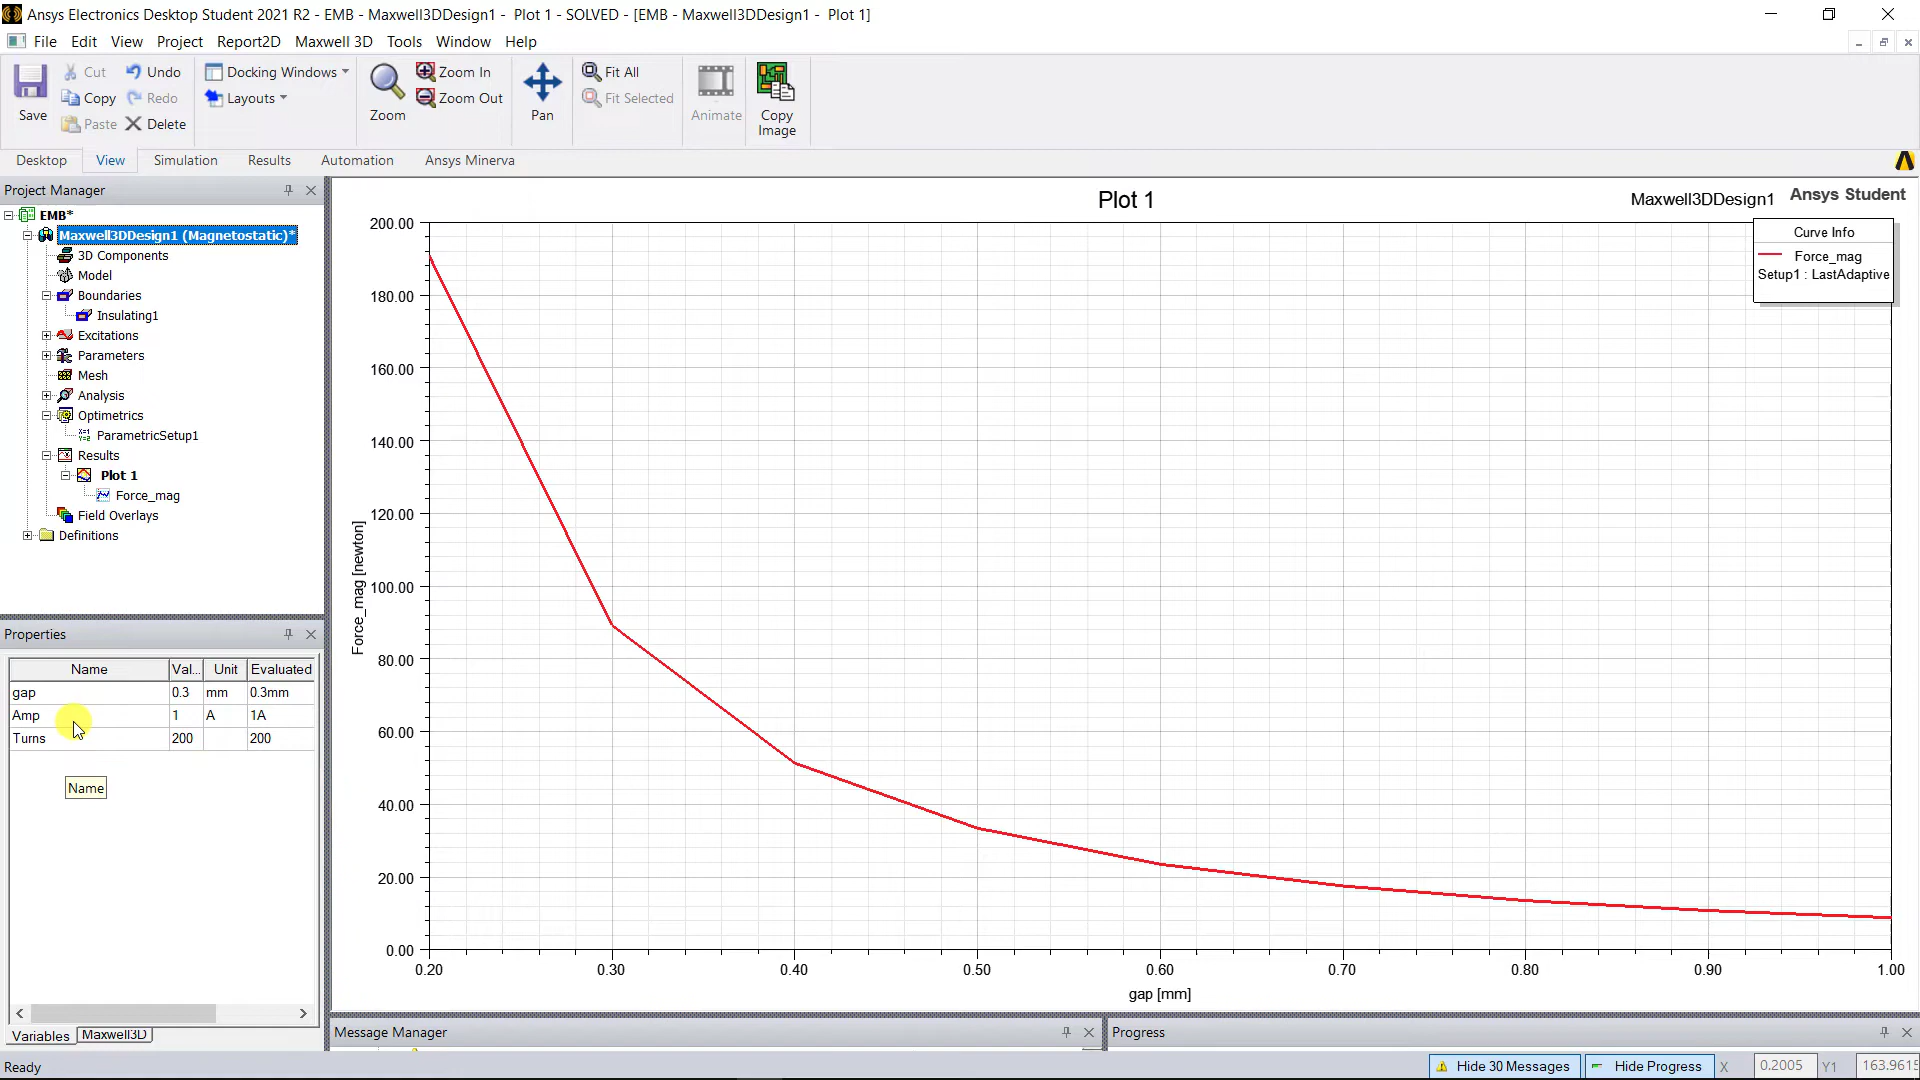 Ansys Electronics Desktop Student 2021 R2 - EMB - Maxwell3DDesign1 - Plot 1 - SOLVED - [EMB - Maxwell3DDesign1 - Plot 1]
File Edit View Project Report2D Maxwell 3D Tools Window Help
Save
Cut
Copy
Paste
Undo
Redo
Delete
Docking Windows
Layouts
Zoom
Zoom In
Zoom Out
Pan
Fit All
Fit Selected
Animate
Copy
Image
Desktop View Simulation Results Automation Ansys Minerva
Project Manager
EMB*
Maxwell3DDesign1 (Magnetostatic)*
3D Components
Model
Boundaries
Insulating1
Excitations
Parameters
Mesh
Analysis
Optimetrics
ParametricSetup1
Results
Plot 1
Force_mag
Field Overlays
Definitions
Properties
Name Val... Unit Evaluated
gap 0.3 mm 0.3mm
Amp 1 A 1A
Turns 200 200
Name
Variables Maxwell3D
Plot 1
Maxwell3DDesign1
Ansys Student
Curve Info
Force_mag
Setup1 : LastAdaptive
Force_mag [newton]
200.00
180.00
160.00
140.00
120.00
100.00
80.00
60.00
40.00
20.00
0.00
0.20 0.30 0.40 0.50 0.60 0.70 0.80 0.90 1.00
gap [mm]
Message Manager
Progress
Ready
Hide 30 Messages
Hide Progress
X 0.2005 Y1 163.9615